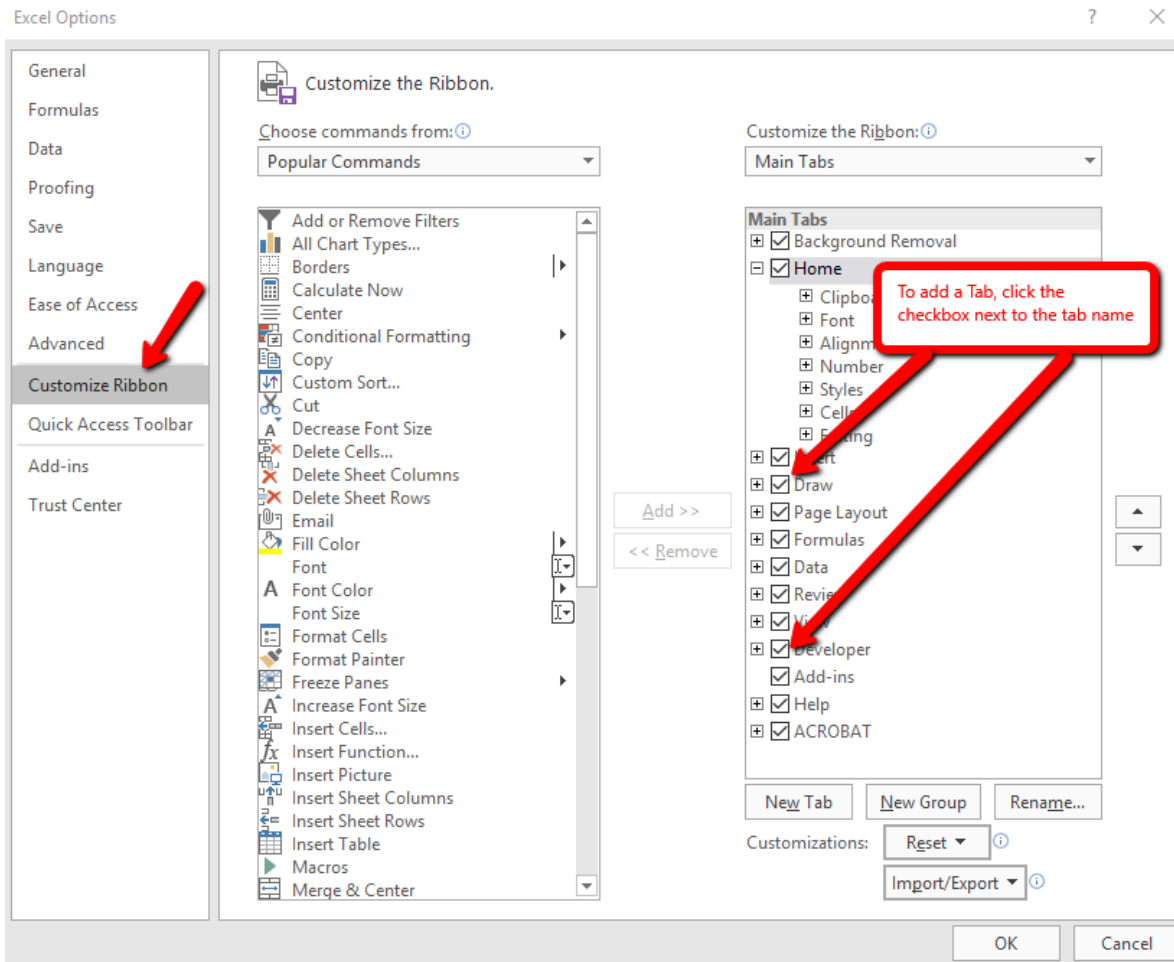 Excel Options
?
General
Formulas
Data
Proofing
Save
Language
Ease of Access
Advanced
Customize Ribbon
Quick Access Toolbar
Add-ins
Trust Center
Customize the Ribbon.
Choose commands from:
Popular Commands
Add or Remove Filters
All Chart Types...
Borders
Calculate Now
Center
Conditional Formatting
Copy
Custom Sort...
Cut
Decrease Font Size
Delete Cells...
Delete Sheet Columns
Delete Sheet Rows
Email
Fill Color
Font
Font Color
Font Size
Format Cells
Format Painter
Freeze Panes
Increase Font Size
Insert Cells...
Insert Function...
Insert Picture
Insert Sheet Columns
Insert Sheet Rows
Insert Table
Macros
Merge & Center
Add >>
<< Remove
Customize the Ribbon:
Main Tabs
Main Tabs
Background Removal
Home
To add a Tab, click the
checkbox next to the tab name
Font
Number
Styles
Draw
Page Layout
Formulas
Data
Developer
Add-ins
Help
ACROBAT
New Tab
New Group
Rename...
Customizations:
Reset
Import/Export
OK
Cancel